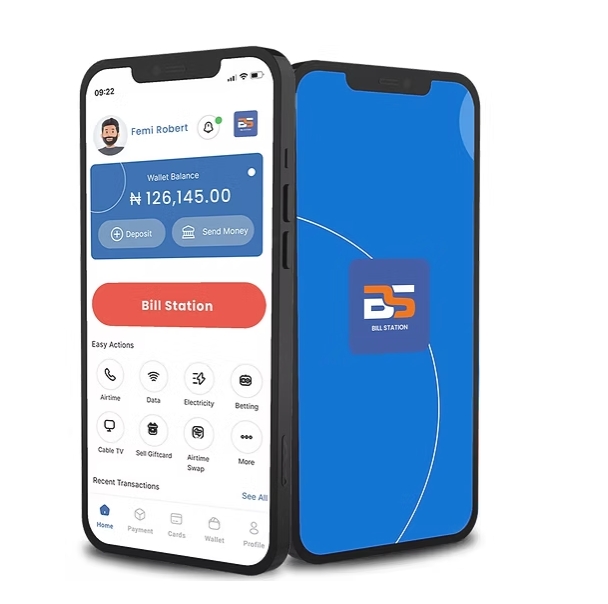 09:22
Femi Robert
BS
Wallet Balance
₦ 126,145.00
Deposit
Send Money
Bill Station
Easy Actions
Airtime
Data
Electricity
Betting
Cable TV
Sell Giftcard
Airtime
Swap
More
Recent Transactions
See All
Home
Payment
Cards
Wallet
Profile
BS
BILL STATION